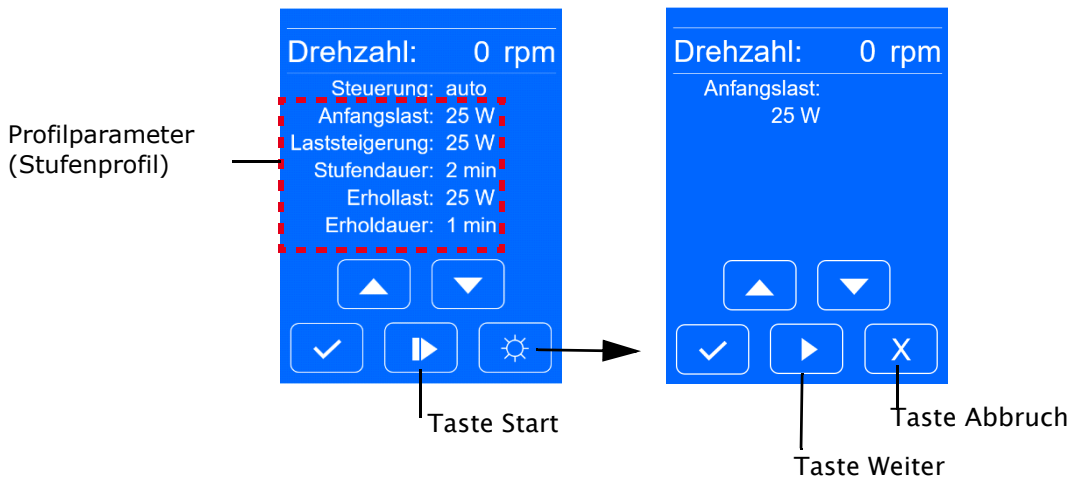 Profilparameter
(Stufenprofil)
Drehzahl: 0 rpm
Steuerung: auto
Anfangslast: 25 W
Laststeigerung: 25 W
Stufendauer: 2 min
Erhollast: 25 W
Erholdauer: 1 min
Taste Start
Drehzahl: 0 rpm
Anfangslast:
25 W
X
Taste Abbruch
Taste Weiter